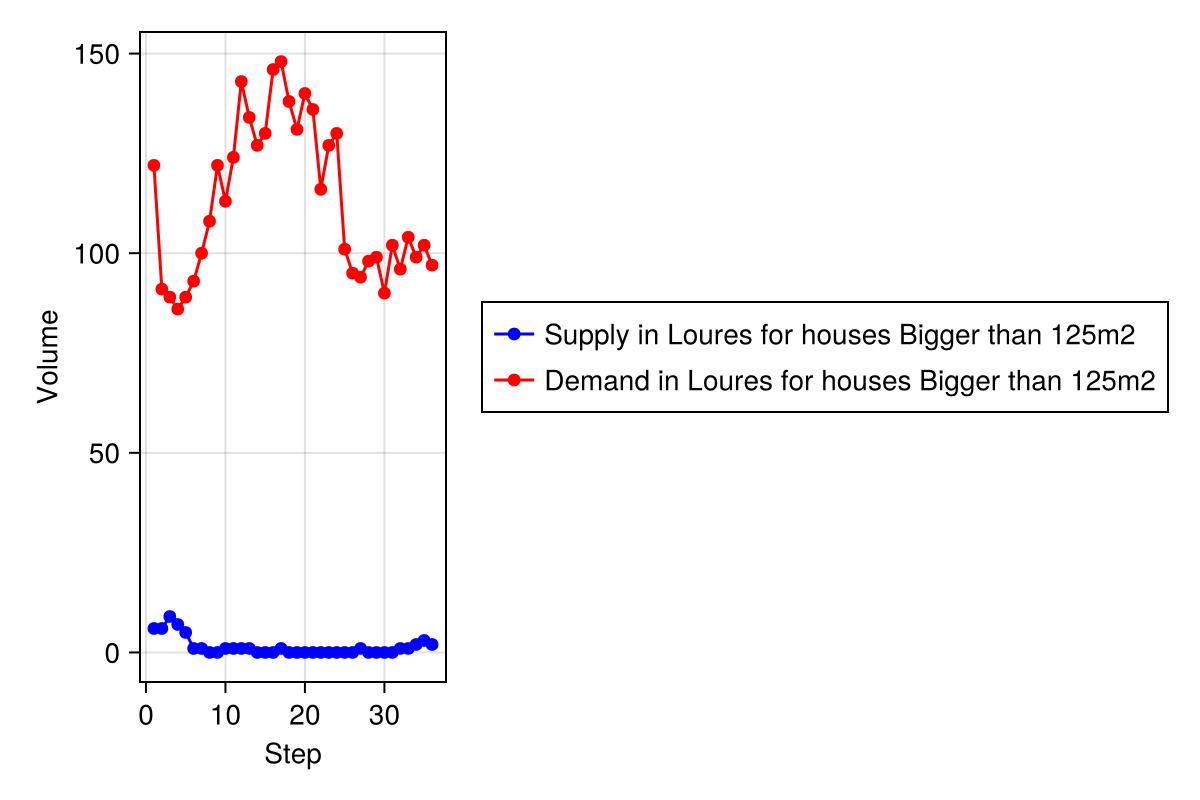 150
100
50
0
Volume
0 10 20 30
Step
Supply in Loures for houses Bigger than 125m2
Demand in Loures for houses Bigger than 125m2